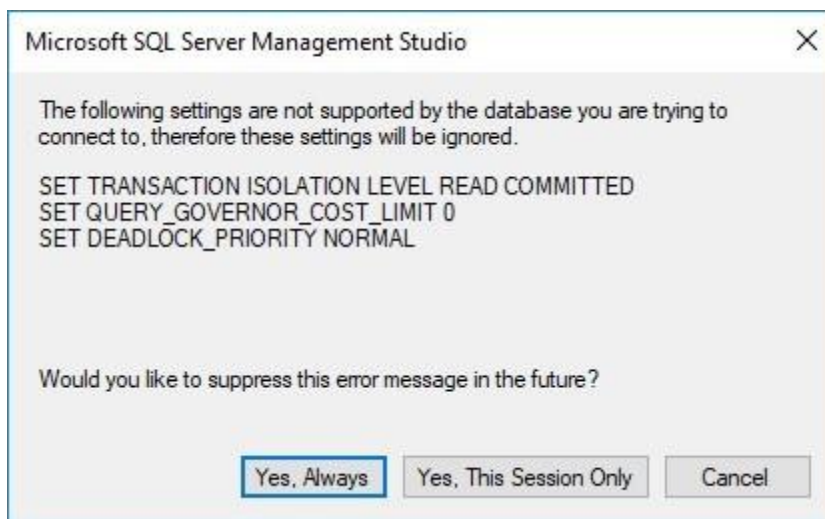 Microsoft SQL Server Management Studio
The following settings are not supported by the database you are trying to
connect to, therefore these settings will be ignored.
SET TRANSACTION ISOLATION LEVEL READ COMMITTED
SET QUERY_GOVERNOR_COST_LIMIT 0
SET DEADLOCK_PRIORITY NORMAL
Would you like to suppress this error message in the future?
Yes, Always Yes, This Session Only Cancel